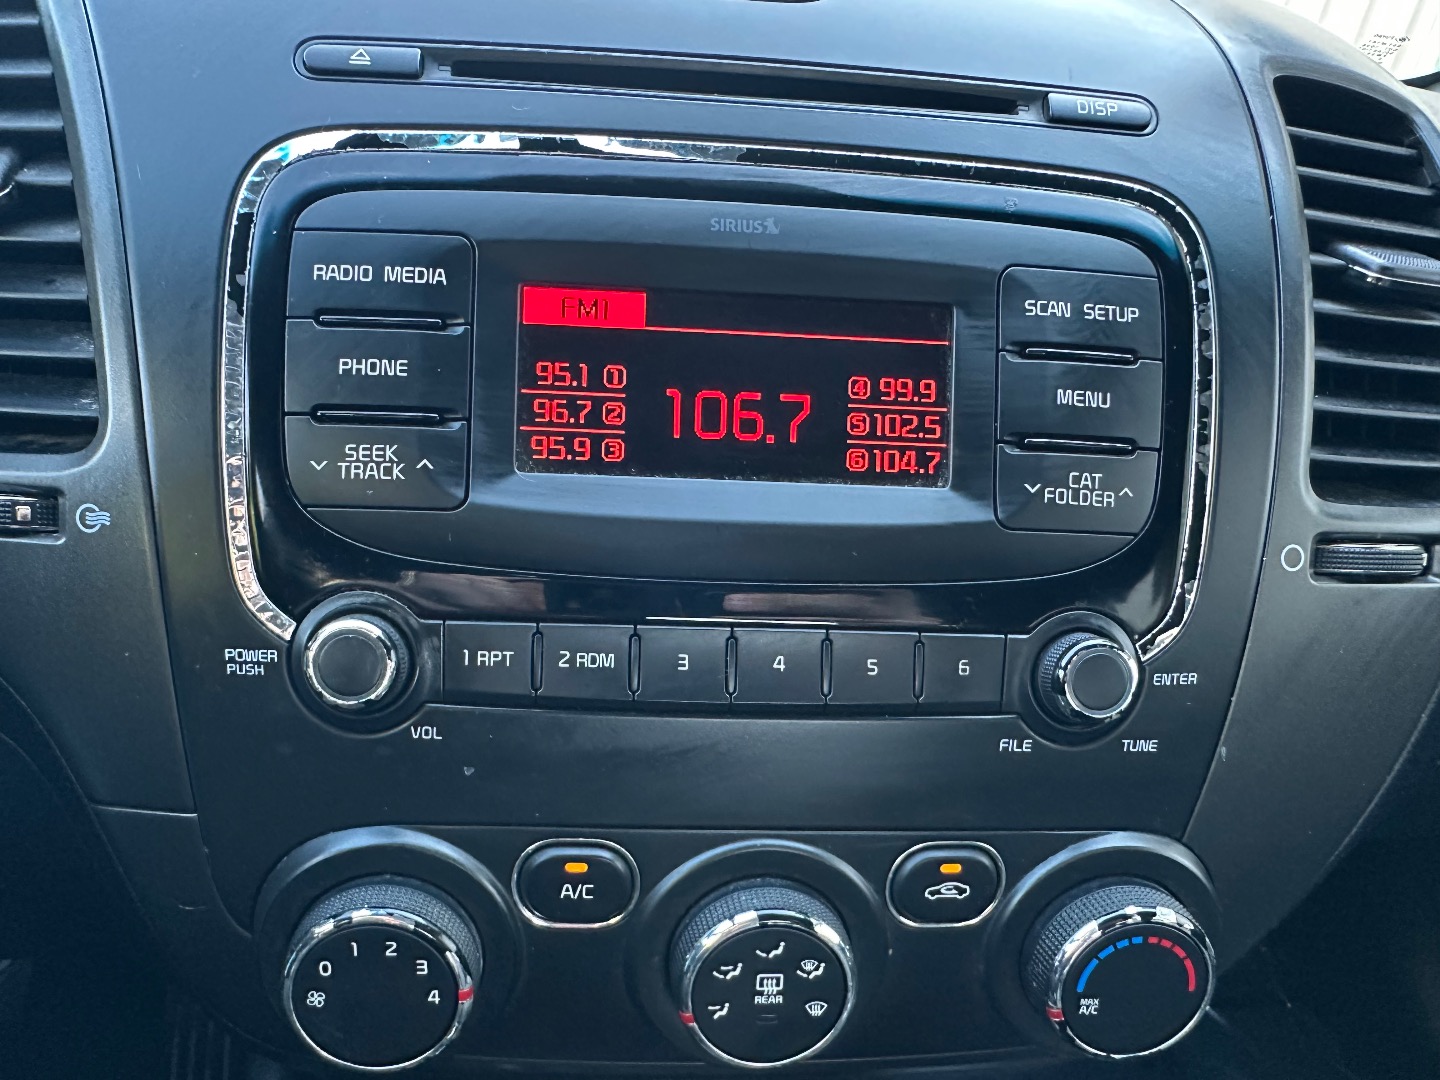 DISP
SIRIUS
RADIO MEDIA
PHONE
SEEK
TRACK
FM1
95.1 1
96.7 2
95.9 3
106.7
4 99.9
5 102.5
6 104.7
SCAN SETUP
MENU
CAT
FOLDER
POWER
PUSH
VOL
1 RPT
2 RDM
3
4
5
6
ENTER
FILE
TUNE
A/C
0
1
2
3
4
REAR
MAX
A/C